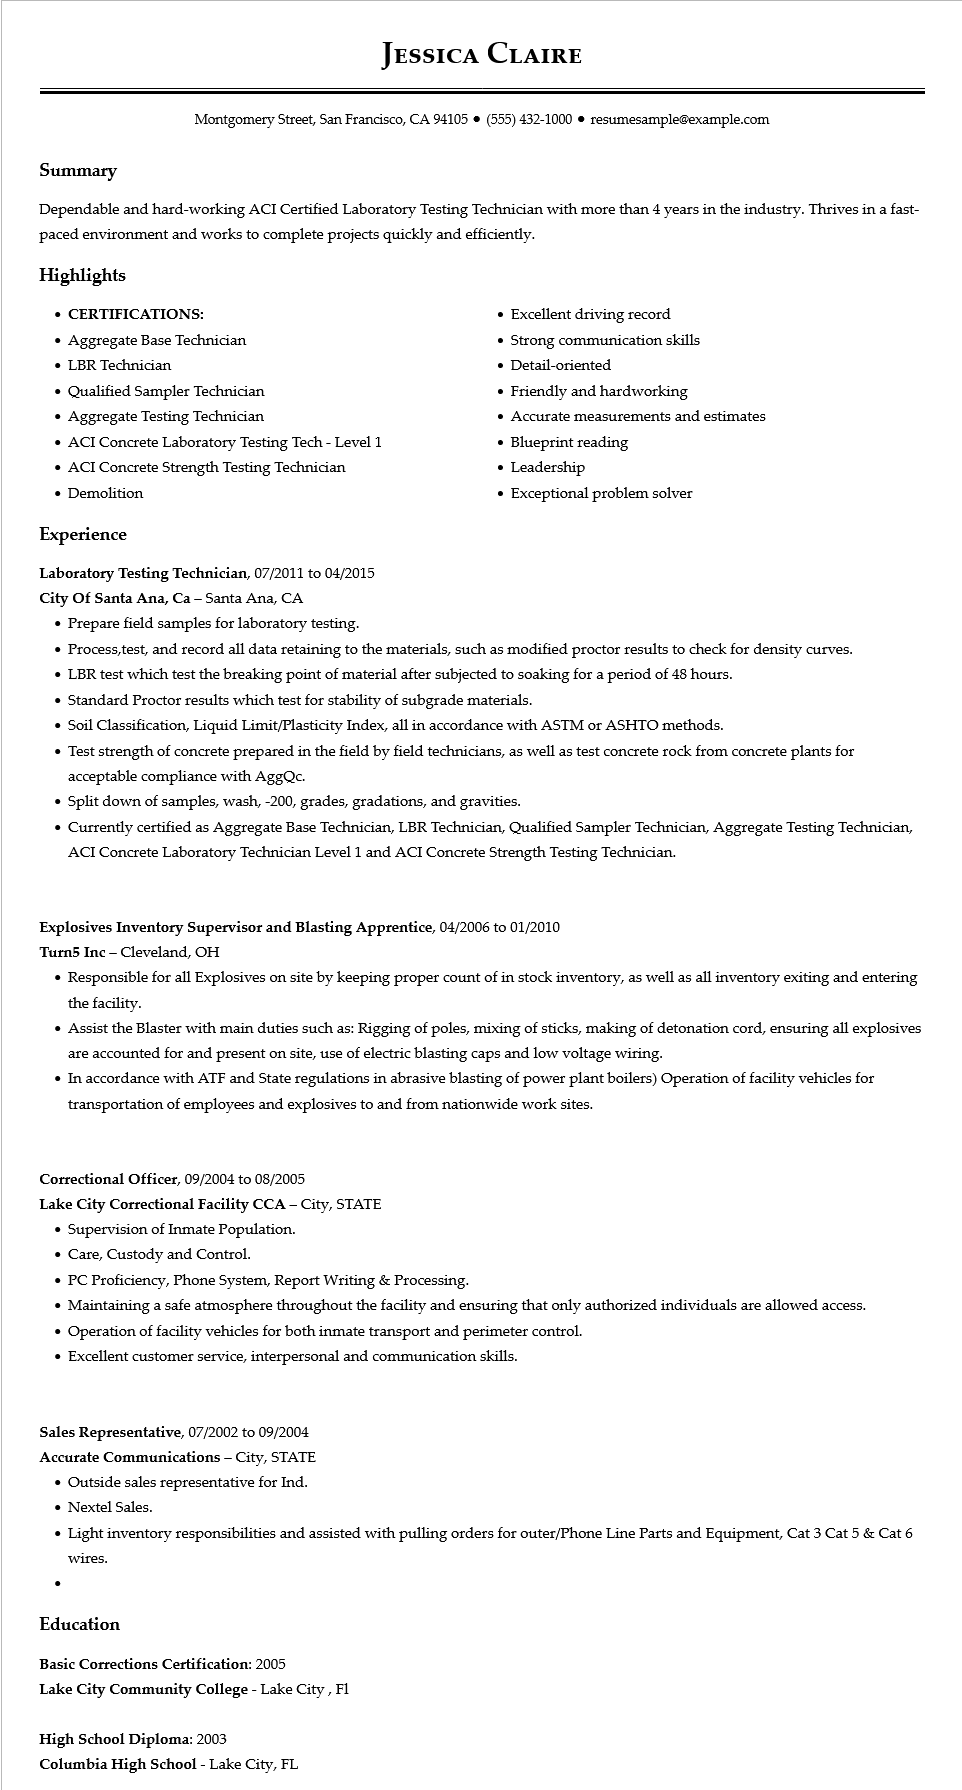 Jessica Claire
Montgomery Street, San Francisco, CA 94105 ● (555) 432-1000 ● resumesample@example.com
Summary
Dependable and hard-working ACI Certified Laboratory Testing Technician with more than 4 years in the industry. Thrives in a fast-
paced environment and works to complete projects quickly and efficiently.
Highlights
• CERTIFICATIONS:
• Aggregate Base Technician
• LBR Technician
• Qualified Sampler Technician
• Aggregate Testing Technician
• ACI Concrete Laboratory Testing Tech - Level 1
• ACI Concrete Strength Testing Technician
• Demolition
• Excellent driving record
• Strong communication skills
• Detail-oriented
• Friendly and hardworking
• Accurate measurements and estimates
• Blueprint reading
• Leadership
• Exceptional problem solver
Experience
Laboratory Testing Technician, 07/2011 to 04/2015
City Of Santa Ana, Ca – Santa Ana, CA
• Prepare field samples for laboratory testing.
• Process,test, and record all data retaining to the materials, such as modified proctor results to check for density curves.
• LBR test which test the breaking point of material after subjected to soaking for a period of 48 hours.
• Standard Proctor results which test for stability of subgrade materials.
• Soil Classification, Liquid Limit/Plasticity Index, all in accordance with ASTM or ASHTO methods.
• Test strength of concrete prepared in the field by field technicians, as well as test concrete rock from concrete plants for
acceptable compliance with AggQc.
• Split down of samples, wash, -200, grades, gradations, and gravities.
• Currently certified as Aggregate Base Technician, LBR Technician, Qualified Sampler Technician, Aggregate Testing Technician,
ACI Concrete Laboratory Technician Level 1 and ACI Concrete Strength Testing Technician.
Explosives Inventory Supervisor and Blasting Apprentice, 04/2006 to 01/2010
Turn5 Inc – Cleveland, OH
• Responsible for all Explosives on site by keeping proper count of in stock inventory, as well as all inventory exiting and entering
the facility.
• Assist the Blaster with main duties such as: Rigging of poles, mixing of sticks, making of detonation cord, ensuring all explosives
are accounted for and present on site, use of electric blasting caps and low voltage wiring.
• In accordance with ATF and State regulations in abrasive blasting of power plant boilers) Operation of facility vehicles for
transportation of employees and explosives to and from nationwide work sites.
Correctional Officer, 09/2004 to 08/2005
Lake City Correctional Facility CCA – City, STATE
• Supervision of Inmate Population.
• Care, Custody and Control.
• PC Proficiency, Phone System, Report Writing & Processing.
• Maintaining a safe atmosphere throughout the facility and ensuring that only authorized individuals are allowed access.
• Operation of facility vehicles for both inmate transport and perimeter control.
• Excellent customer service, interpersonal and communication skills.
Sales Representative, 07/2002 to 09/2004
Accurate Communications – City, STATE
• Outside sales representative for Ind.
• Nextel Sales.
• Light inventory responsibilities and assisted with pulling orders for outer/Phone Line Parts and Equipment, Cat 3 Cat 5 & Cat 6
wires.
•
Education
Basic Corrections Certification: 2005
Lake City Community College - Lake City , Fl
High School Diploma: 2003
Columbia High School - Lake City, FL